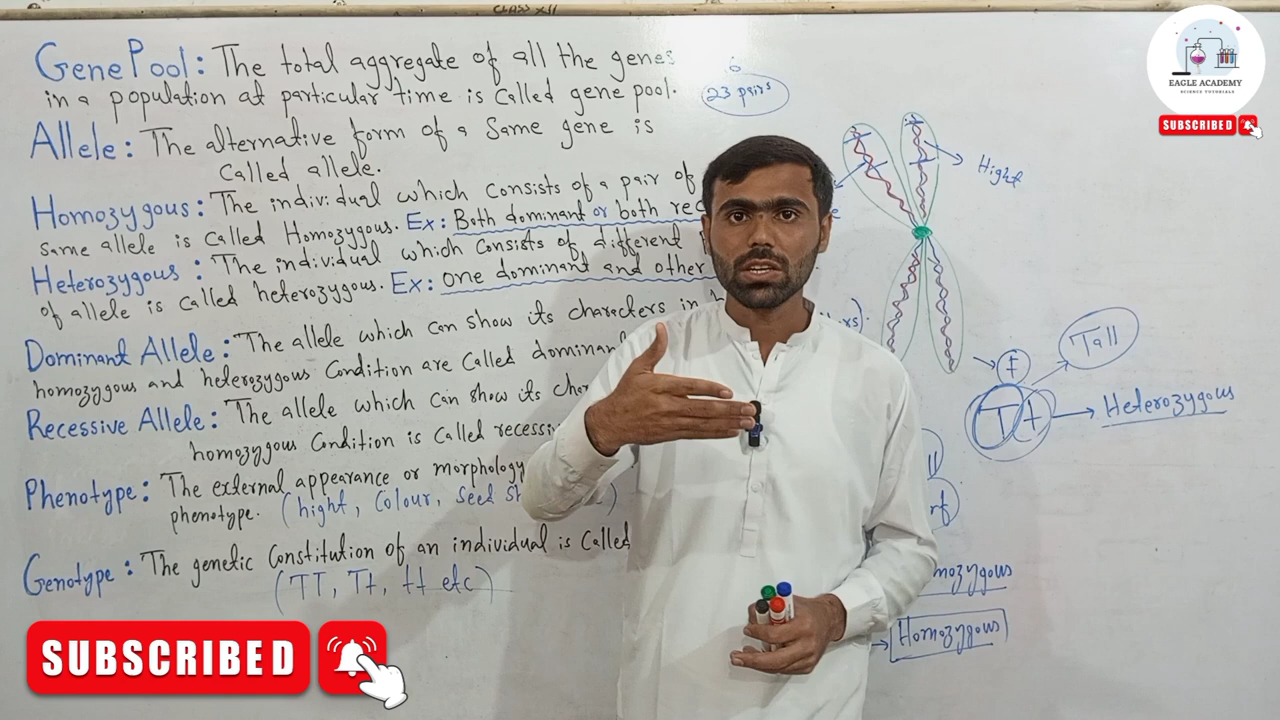 CLASS XII
Gene Pool: The total aggregate of all the genes
in a population at particular time is called gene pool.
Allele: The alternative form of a same gene is
called allele.
Homozygous: The individual which consists of a pair of
same allele is called Homozygous. Ex: Both dominant or both rec
Heterozygous: The individual which consists of different
of allele is called heterozygous. Ex: one dominant and other
Dominant Allele: The allele which can show its characters in
homozygous and heterozygous condition are called dominan
Recessive Allele: The allele which can show its cha
homozygous condition is called recessiv
Phenotype: The external appearance or morphology
phenotype. (hight, colour, seed
Genotype: The genetic constitution of an individual is called
(TT, Tt, tt etc)
23 pairs
Hight
Tall
t
T t
Heterozygous
mozygous
Homozygous
EAGLE ACADEMY
SCIENCE TUTORIALS
SUBSCRIBED
SUBSCRIBED